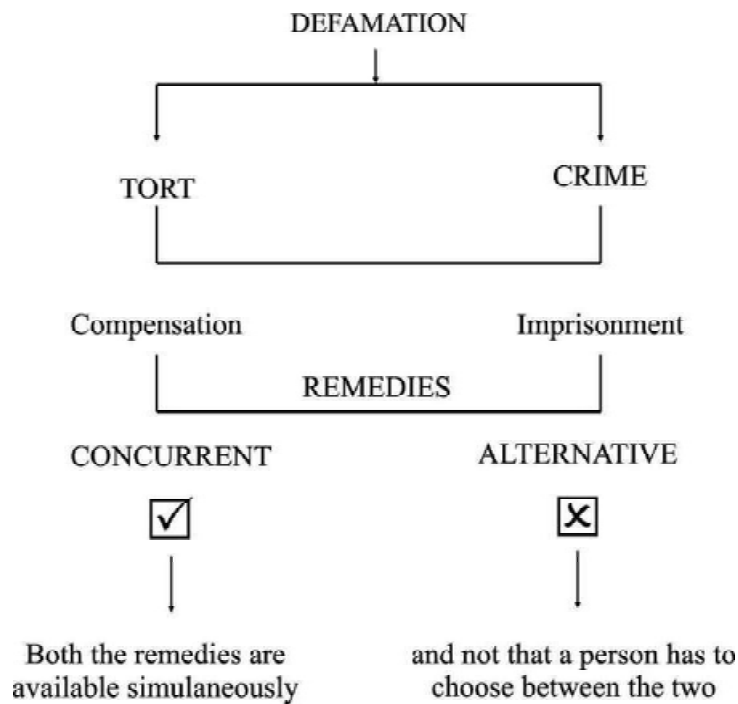 DEFAMATION
TORT
CRIME
Compensation
Imprisonment
REMEDIES
CONCURRENT
ALTERNATIVE
Both the remedies are
available simultaneously
and not that a person has to
choose between the two